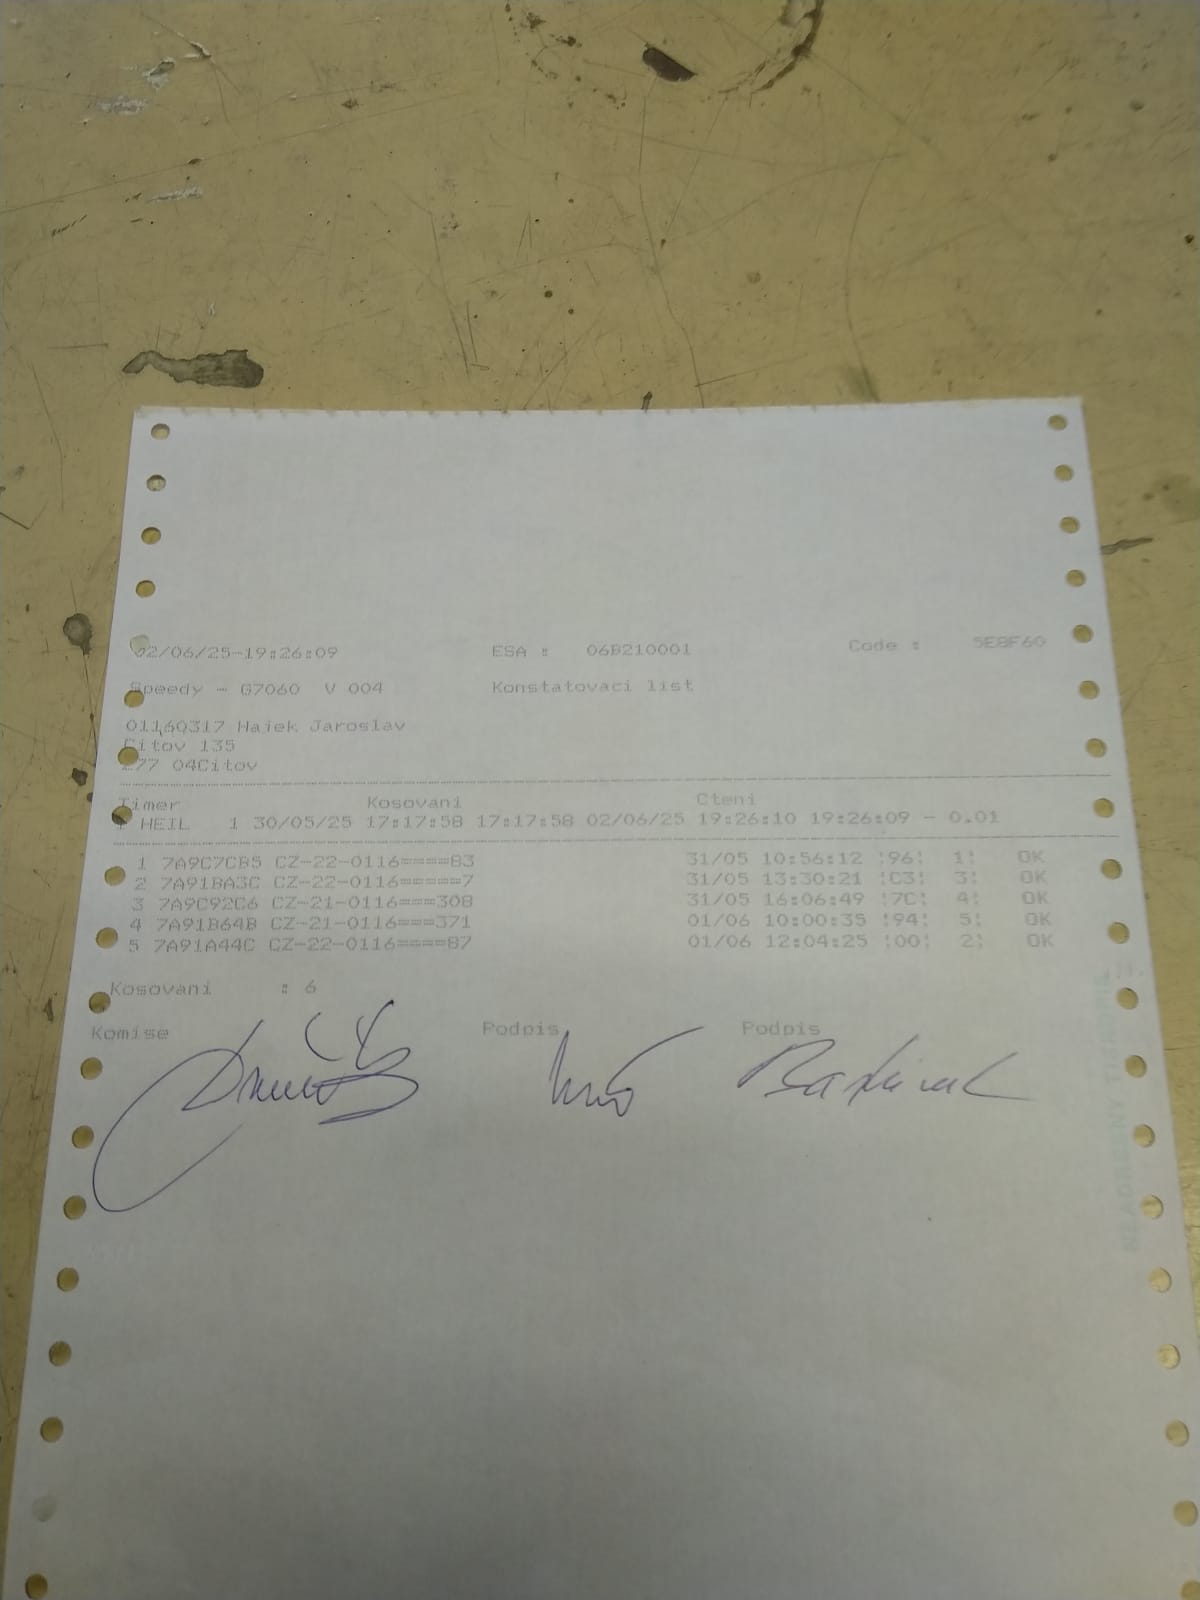 02/06/25-19:26:09 ESA : 06B210001 Code : 5E8F60
Speedy - G7060 V 004 Konstatovaci list
01160317 Hajek Jaroslav
Citov 135
277 04Citov
Timer Kosovani Cteni
HEIL 1 30/05/25 17:17:58 17:17:58 02/06/25 19:26:10 19:26:09 - 0.01
1 7A9C7CB5 CZ-22-0116====83 31/05 10:56:12 ¦96¦ 1¦ OK
2 7A91BA3C CZ-22-0116=====7 31/05 13:30:21 ¦C3¦ 3¦ OK
3 7A9C92C6 CZ-21-0116===308 31/05 16:06:49 ¦7C¦ 4¦ OK
4 7A91B64B CZ-21-0116===371 01/06 10:00:35 ¦94¦ 5¦ OK
5 7A91A44C CZ-22-0116====87 01/06 12:04:25 ¦00¦ 2¦ OK
Kosovani : 6
Komise Podpis Podpis